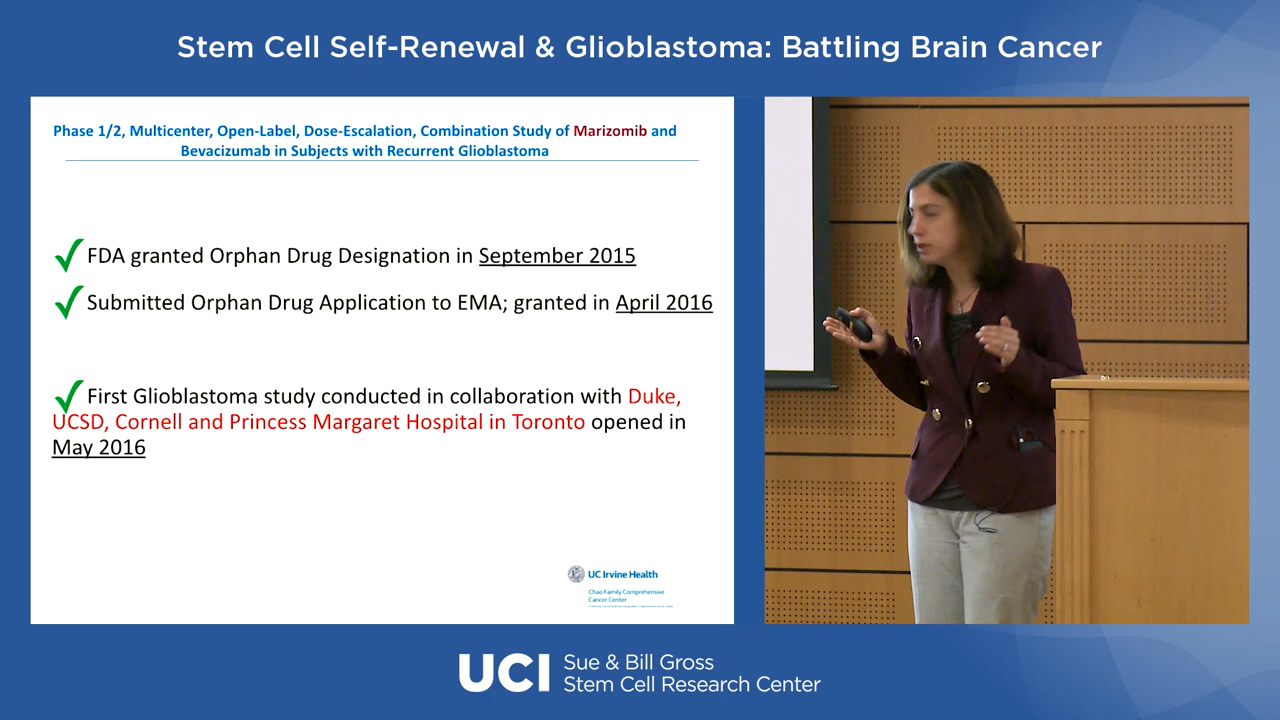 Stem Cell Self-Renewal & Glioblastoma: Battling Brain Cancer
Phase 1/2, Multicenter, Open-Label, Dose-Escalation, Combination Study of Marizomib and
Bevacizumab in Subjects with Recurrent Glioblastoma
FDA granted Orphan Drug Designation in September 2015
Submitted Orphan Drug Application to EMA; granted in April 2016
First Glioblastoma study conducted in collaboration with Duke,
UCSD, Cornell and Princess Margaret Hospital in Toronto opened in
May 2016
UC Irvine Health
Chao Family Comprehensive
Cancer Center
UCI
Sue & Bill Gross
Stem Cell Research Center